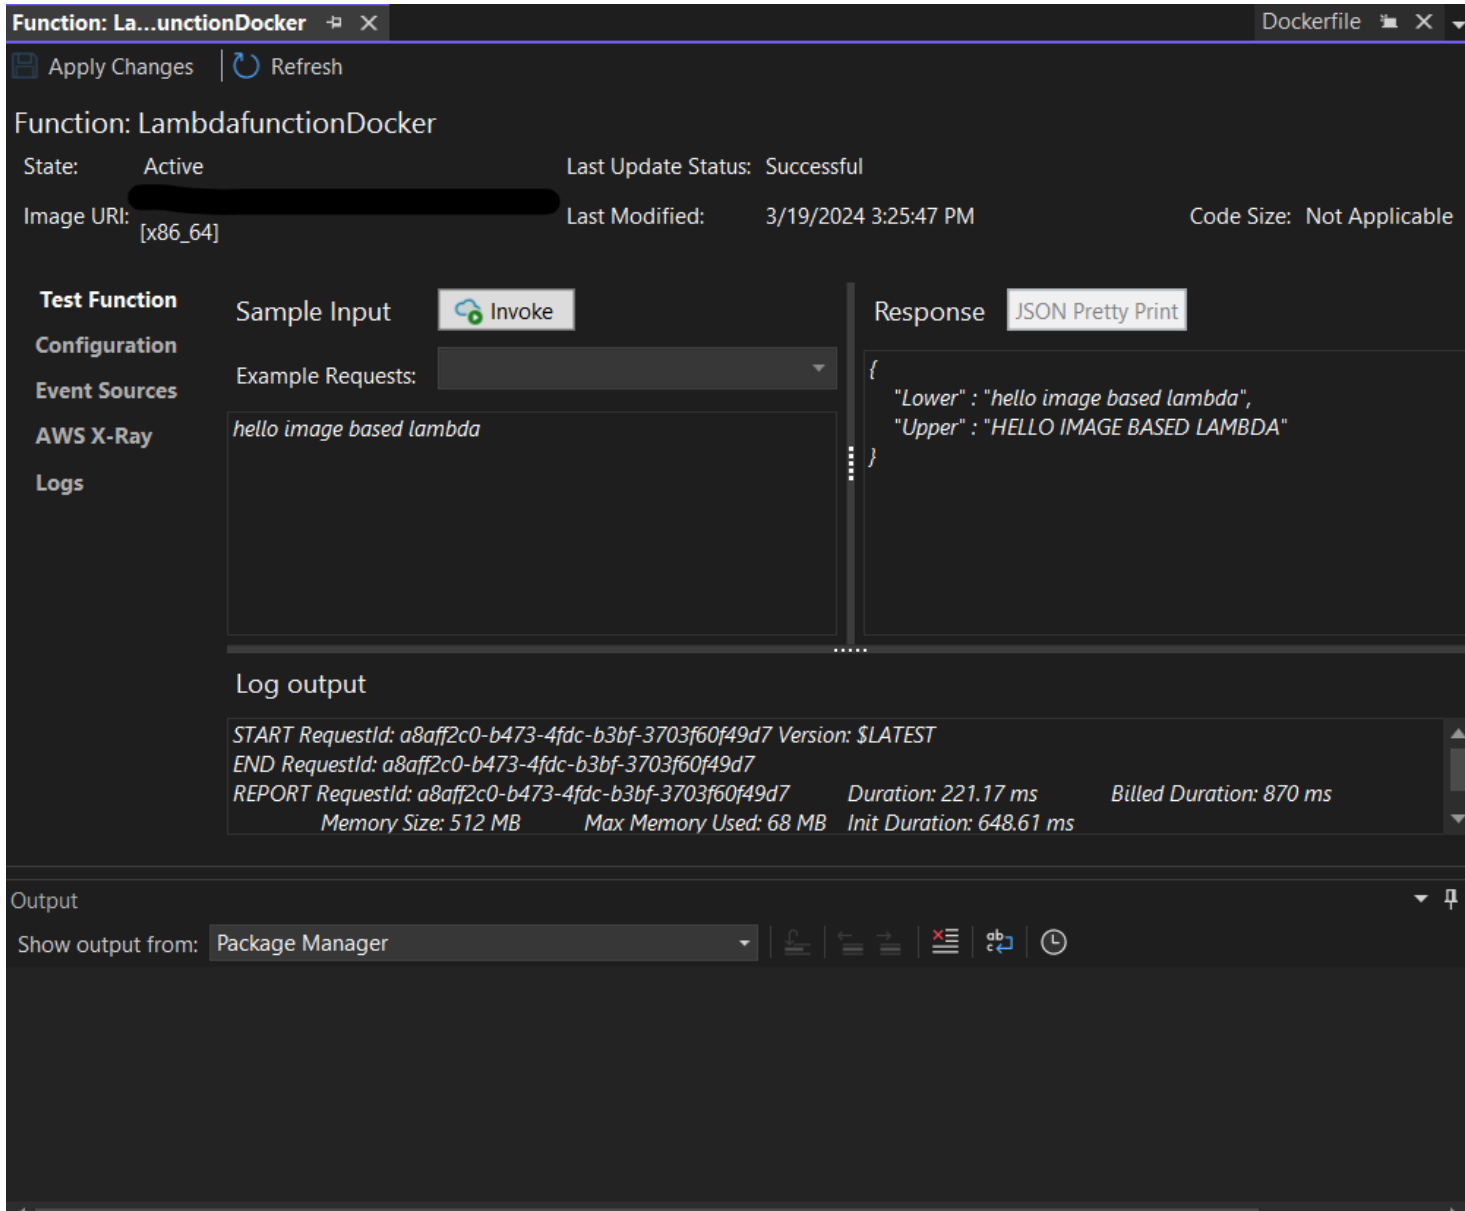 Function: La...unctionDocker
Dockerfile
Apply Changes
Refresh
Function: LambdafunctionDocker
State: Active Last Update Status: Successful
Image URI: [x86_64] Last Modified: 3/19/2024 3:25:47 PM Code Size: Not Applicable
Test Function
Configuration
Event Sources
AWS X-Ray
Logs
Sample Input
Invoke
Example Requests:
hello image based lambda
Response
JSON Pretty Print
{
"Lower" : "hello image based lambda",
"Upper" : "HELLO IMAGE BASED LAMBDA"
}
Log output
START RequestId: a8aff2c0-b473-4fdc-b3bf-3703f60f49d7 Version: $LATEST
END RequestId: a8aff2c0-b473-4fdc-b3bf-3703f60f49d7
REPORT RequestId: a8aff2c0-b473-4fdc-b3bf-3703f60f49d7 Duration: 221.17 ms Billed Duration: 870 ms
Memory Size: 512 MB Max Memory Used: 68 MB Init Duration: 648.61 ms
Output
Show output from: Package Manager